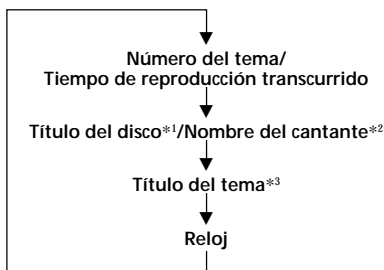 Número del tema/
Tiempo de reproducción transcurrido
Título del disco*1/Nombre del cantante*2
Título del tema*3
Reloj